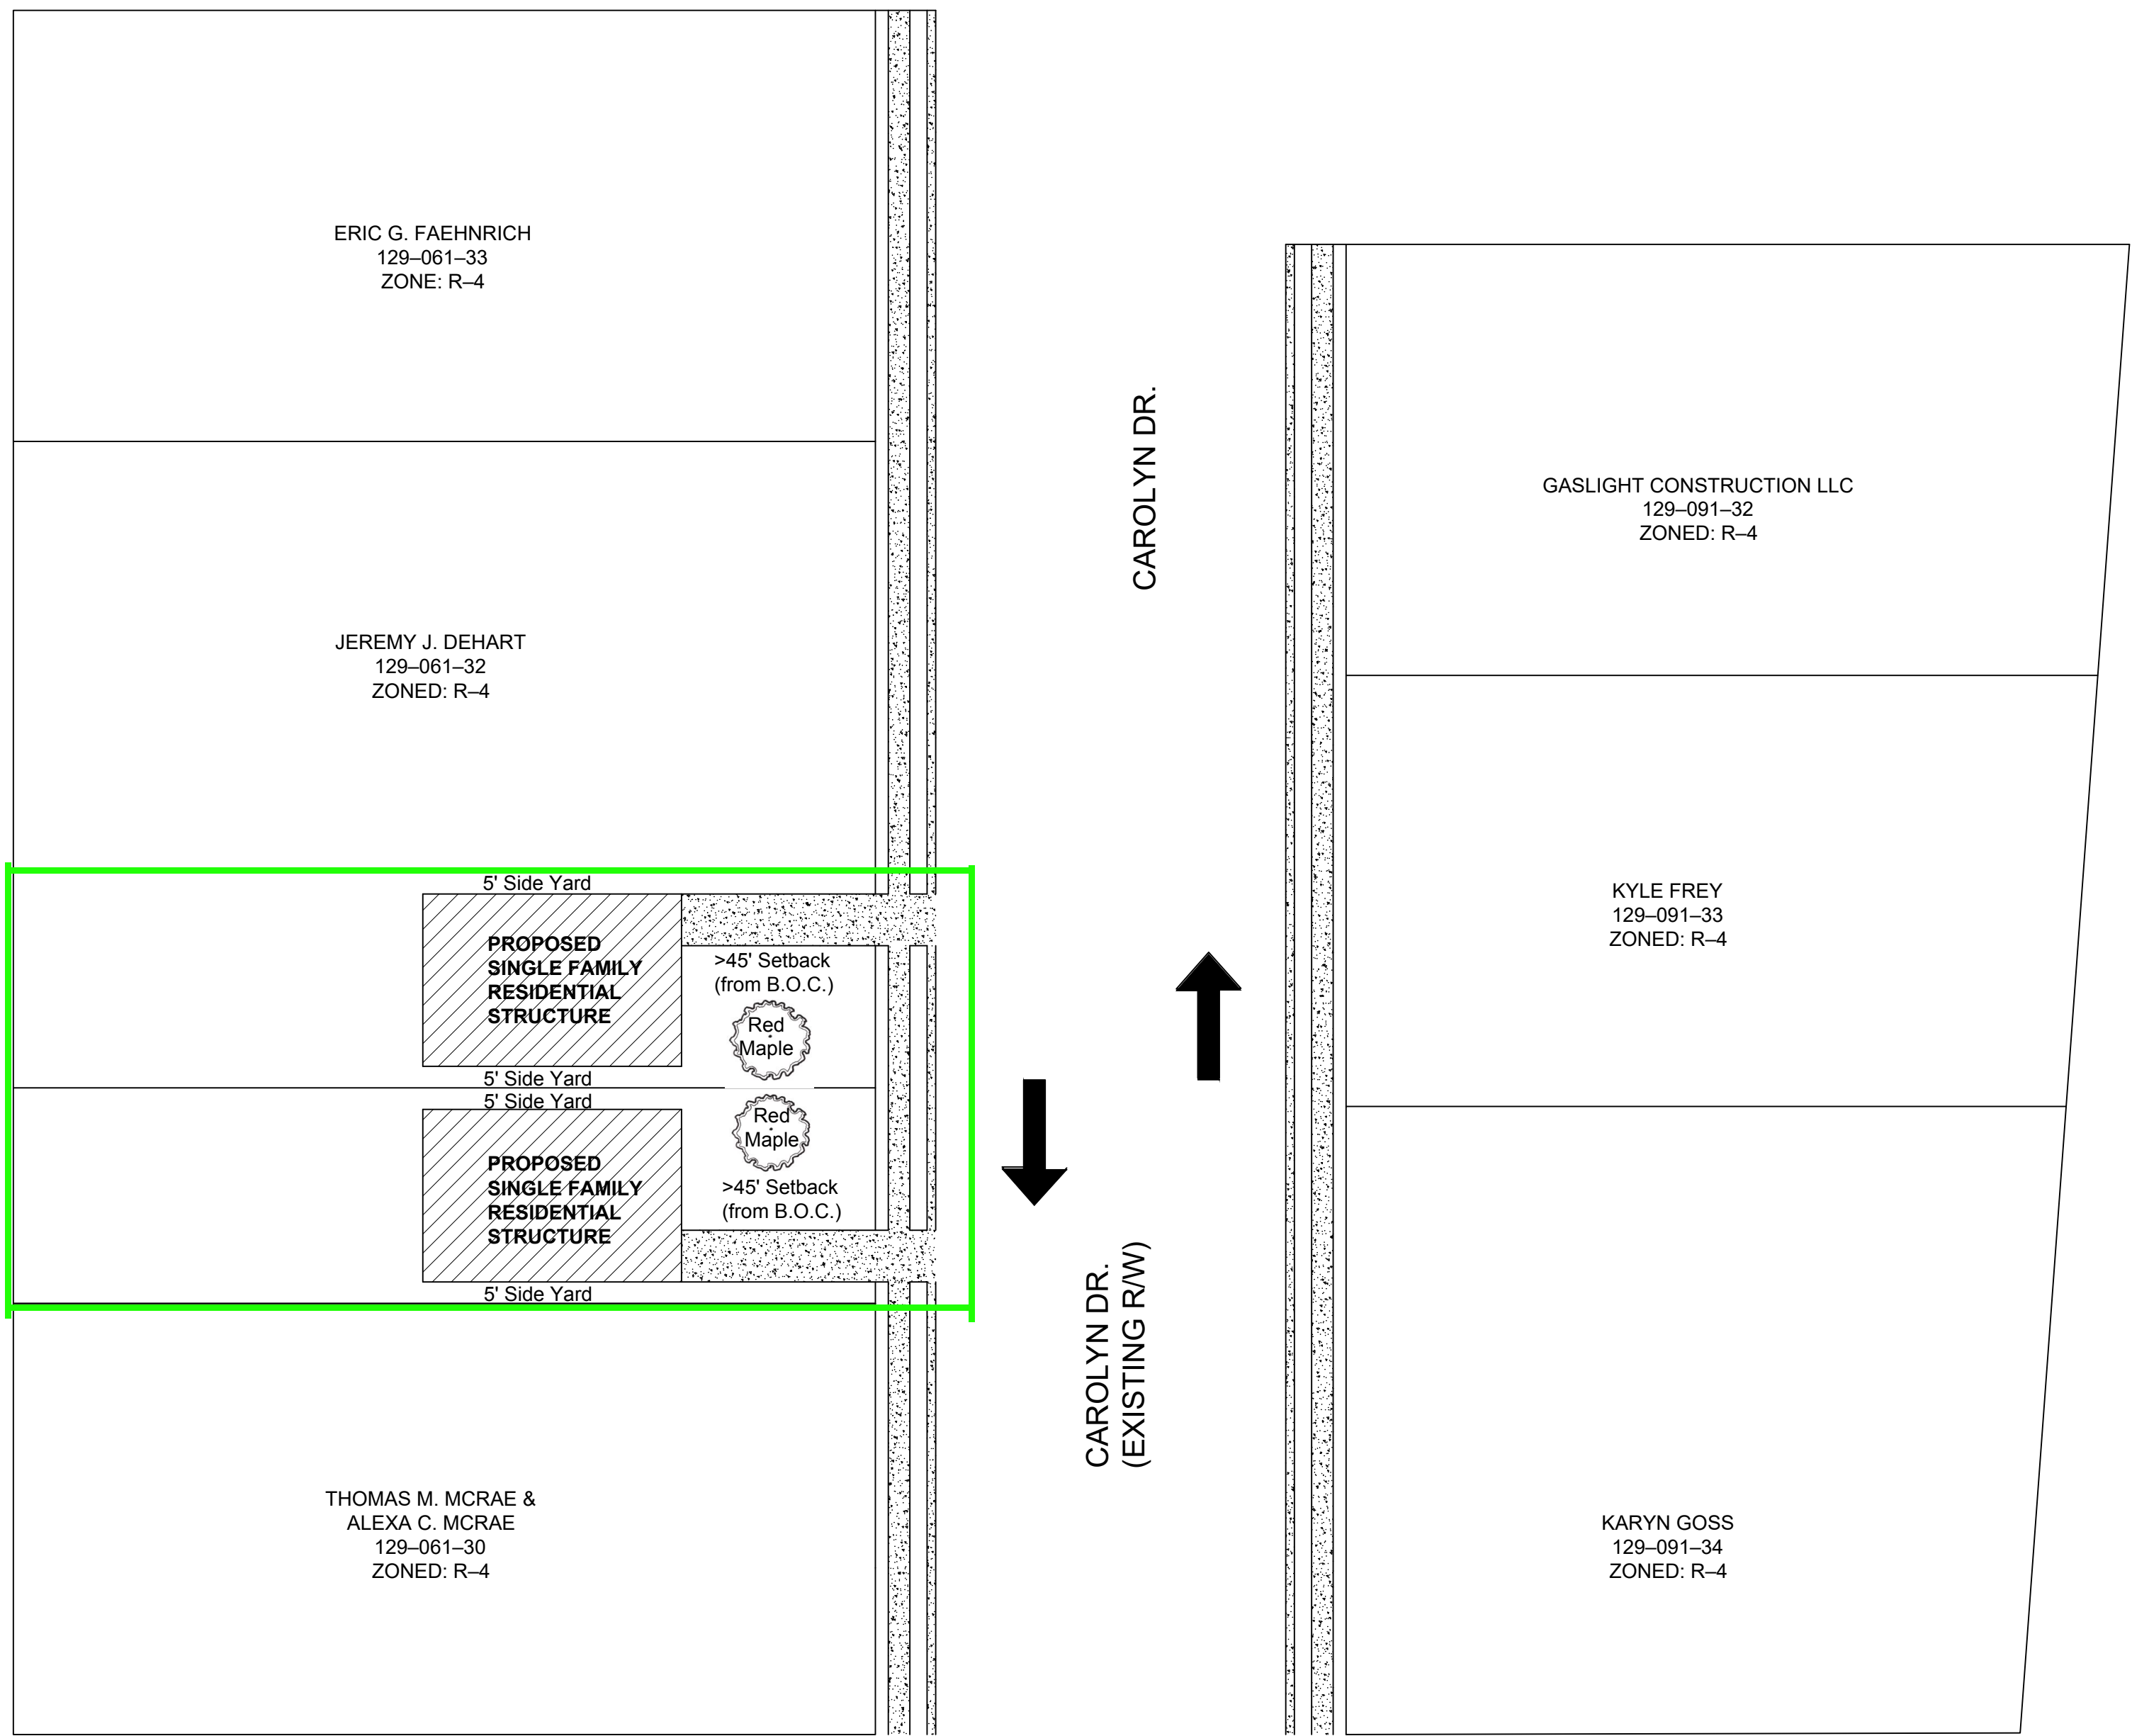 ERIC G. FAEHNRICH
129–061–33
ZONE: R–4
JEREMY J. DEHART
129–061–32
ZONED: R–4
5' Side Yard
PROPOSED
SINGLE FAMILY
RESIDENTIAL
STRUCTURE
>45' Setback
(from B.O.C.)
Red
Maple
5' Side Yard
5' Side Yard
Red
Maple
PROPOSED
SINGLE FAMILY
RESIDENTIAL
STRUCTURE
>45' Setback
(from B.O.C.)
5' Side Yard
THOMAS M. MCRAE &
ALEXA C. MCRAE
129–061–30
ZONED: R–4
CAROLYN DR.
CAROLYN DR.
(EXISTING R/W)
GASLIGHT CONSTRUCTION LLC
129–091–32
ZONED: R–4
KYLE FREY
129–091–33
ZONED: R–4
KARYN GOSS
129–091–34
ZONED: R–4